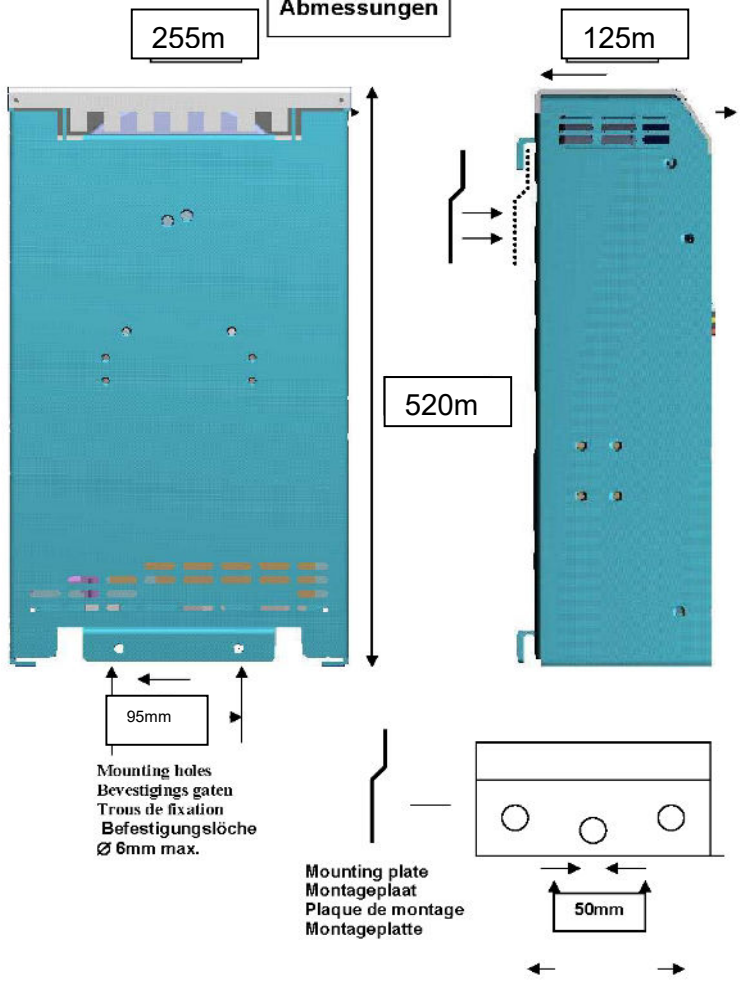 Abmessungen
255m
125m
520m
95mm
Mounting holes
Bevestigings gaten
Trous de fixation
Befestigungslöche
Ø 6mm max.
Mounting plate
Montageplaat
Plaque de montage
Montageplatte
50mm